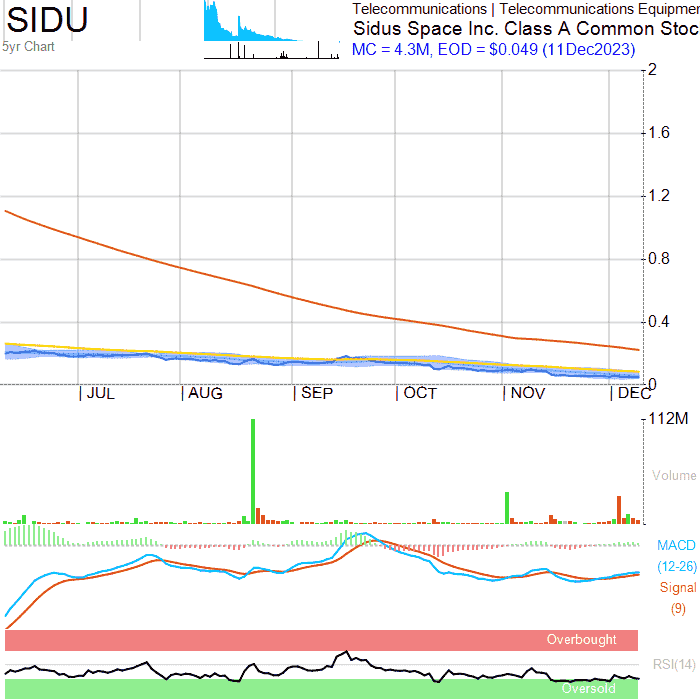 SIDU
5yr Chart
Telecommunications | Telecommunications Equipmen
Sidus Space Inc. Class A Common Stoc
MC = 4.3M, EOD = $0.049 (11Dec2023)
2
1.6
1.2
0.8
0.4
0
JUL AUG SEP OCT NOV DEC
112M
Volume
MACD
(12-26)
Signal
(9)
Overbought
RSI(14)
Oversold